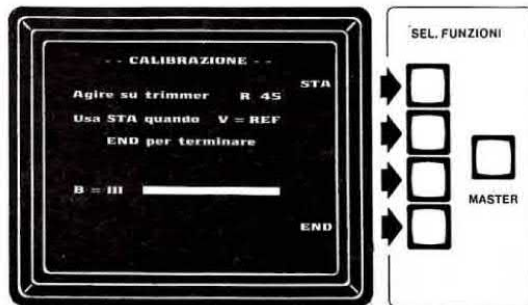 - - CALIBRAZIONE - -
STA
Agire su trimmer R 45
Usa STA quando V = REF
END per terminare
B = III
END
SEL. FUNZIONI
MASTER